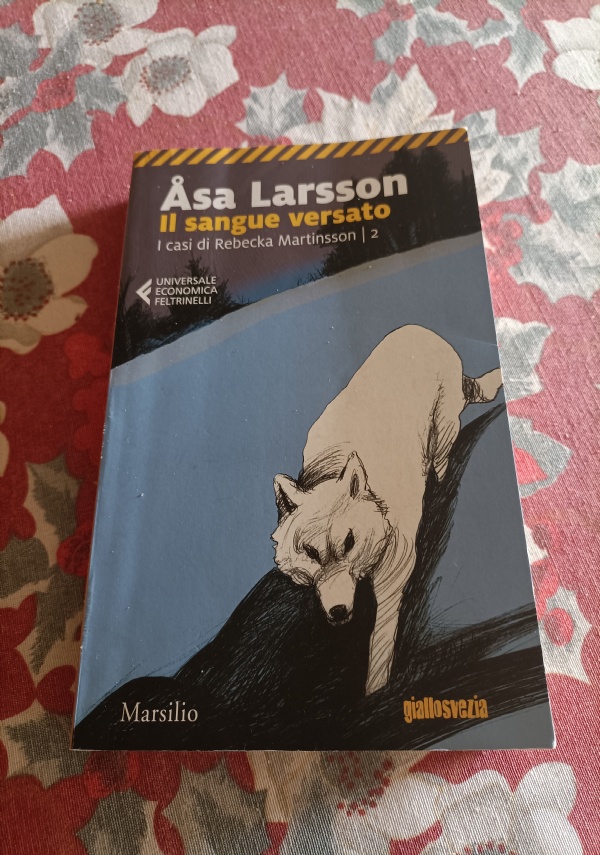 Åsa Larsson
Il sangue versato
I casi di Rebecka Martinsson | 2
UNIVERSALE
ECONOMICA
FELTRINELLI
Marsilio
giallosvezia